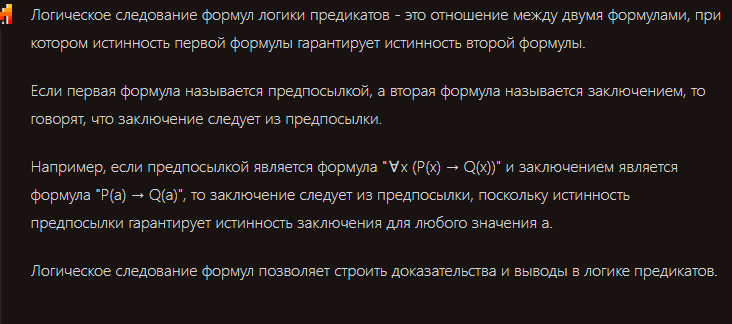 Логическое следование формул логики предикатов - это отношение между двумя формулами, при
котором истинность первой формулы гарантирует истинность второй формулы.
Если первая формула называется предпосылкой, а вторая формула называется заключением, то
говорят, что заключение следует из предпосылки.
Например, если предпосылкой является формула "∀x (P(x) → Q(x))" и заключением является
формула "P(a) → Q(a)", то заключение следует из предпосылки, поскольку истинность
предпосылки гарантирует истинность заключения для любого значения a.
Логическое следование формул позволяет строить доказательства и выводы в логике предикатов.